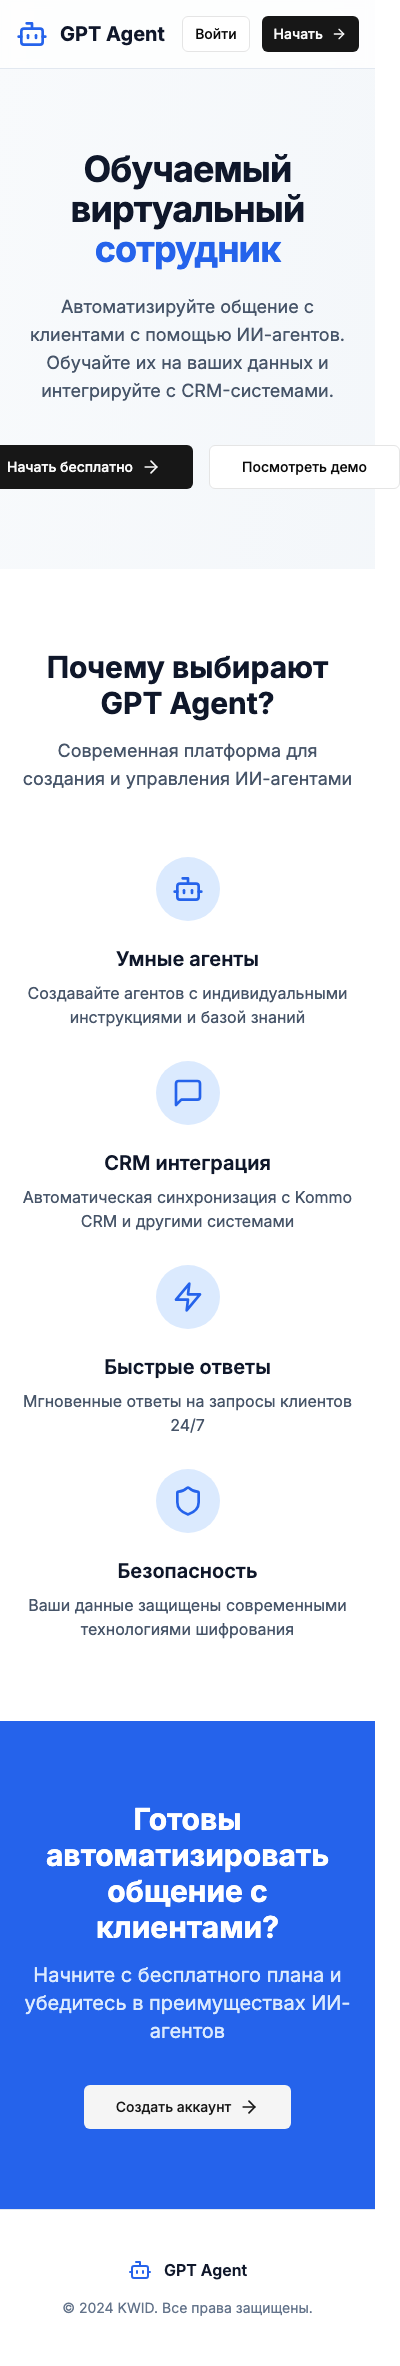 GPT Agent
Войти
Начать
Обучаемый
виртуальный
сотрудник
Автоматизируйте общение с
клиентами с помощью ИИ-агентов.
Обучайте их на ваших данных и
интегрируйте с CRM-системами.
Начать бесплатно
Посмотреть демо
Почему выбирают
GPT Agent?
Современная платформа для
создания и управления ИИ-агентами
Умные агенты
Создавайте агентов с индивидуальными
инструкциями и базой знаний
CRM интеграция
Автоматическая синхронизация с Kommo
CRM и другими системами
Быстрые ответы
Мгновенные ответы на запросы клиентов
24/7
Безопасность
Ваши данные защищены современными
технологиями шифрования
Готовы
автоматизировать
общение с
клиентами?
Начните с бесплатного плана и
убедитесь в преимуществах ИИ-
агентов
Создать аккаунт
GPT Agent
© 2024 KWID. Все права защищены.